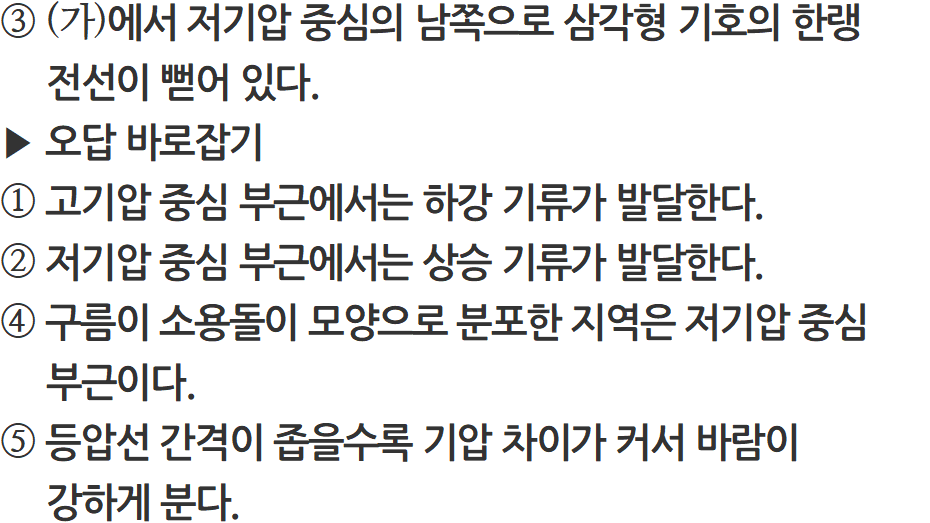 ③ (가)에서 저기압 중심의 남쪽으로 삼각형 기호의 한랭
전선이 뻗어 있다.
▶ 오답 바로잡기
① 고기압 중심 부근에서는 하강 기류가 발달한다.
② 저기압 중심 부근에서는 상승 기류가 발달한다.
④ 구름이 소용돌이 모양으로 분포한 지역은 저기압 중심
부근이다.
⑤ 등압선 간격이 좁을수록 기압 차이가 커서 바람이
강하게 분다.